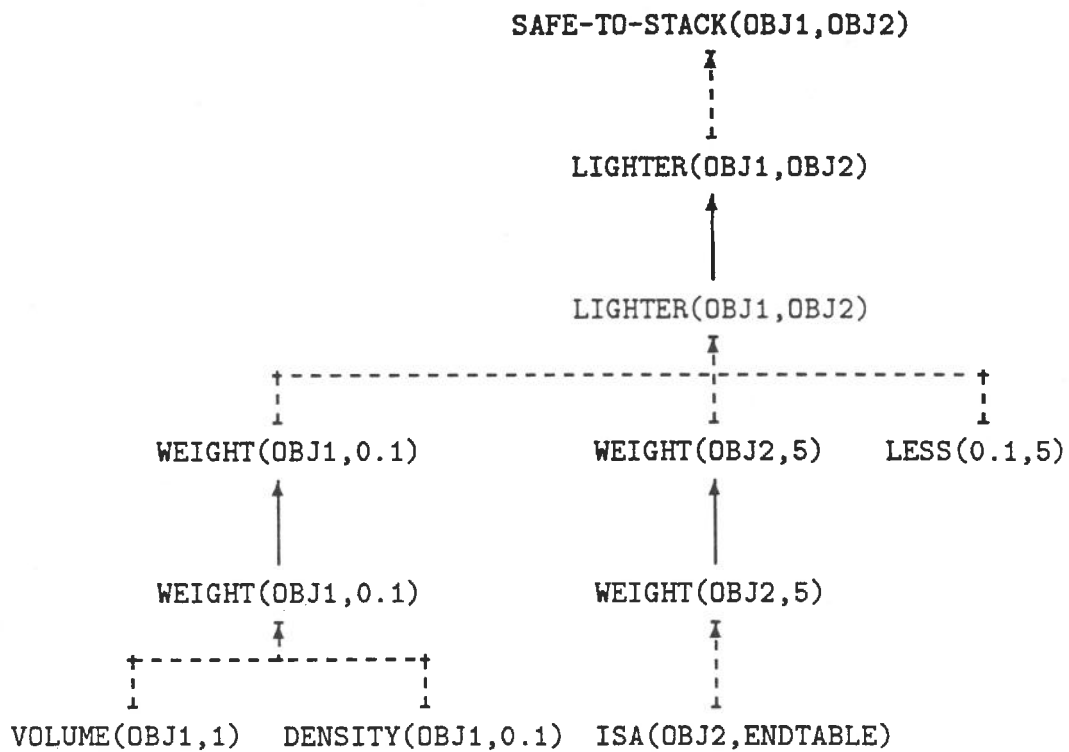 SAFE-TO-STACK(OBJ1,OBJ2)
LIGHTER(OBJ1,OBJ2)
LIGHTER(OBJ1,OBJ2)
WEIGHT(OBJ1,0.1) WEIGHT(OBJ2,5) LESS(0.1,5)
WEIGHT(OBJ1,0.1) WEIGHT(OBJ2,5)
VOLUME(OBJ1,1) DENSITY(OBJ1,0.1) ISA(OBJ2,ENDTABLE)